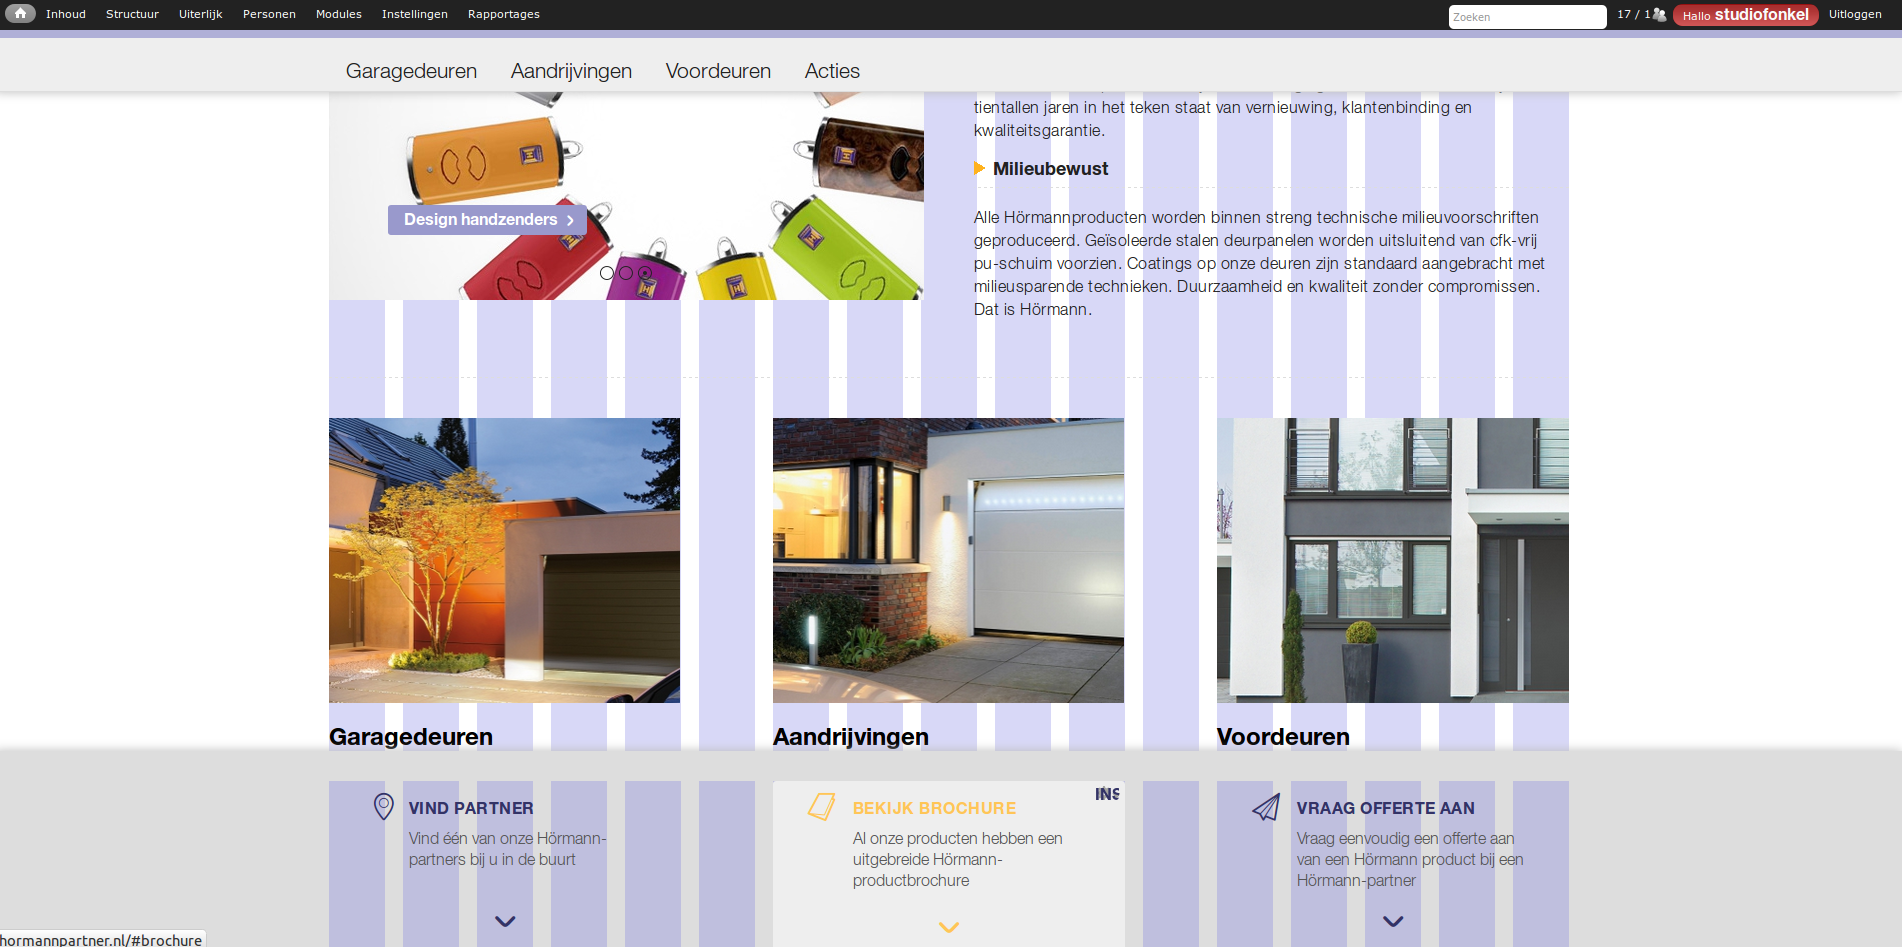 Inhoud Structuur Uiterlijk Personen Modules Instellingen Rapportages
Zoeken
17 / 1
Hallo studiofonkel
Uitloggen
Garagedeuren Aandrijvingen Voordeuren Acties
tientallen jaren in het teken staat van vernieuwing, klantenbinding en
kwaliteitsgarantie.
Milieubewust
Alle Hörmannproducten worden binnen streng technische milieuvoorschriften
geproduceerd. Geïsoleerde stalen deurpanelen worden uitsluitend van cfk-vrij
pu-schuim voorzien. Coatings op onze deuren zijn standaard aangebracht met
milieusparende technieken. Duurzaamheid en kwaliteit zonder compromissen.
Dat is Hörmann.
Design handzenders
Garagedeuren
Aandrijvingen
Voordeuren
VIND PARTNER
Vind één van onze Hörmann-
partners bij u in de buurt
BEKIJK BROCHURE
Al onze producten hebben een
uitgebreide Hörmann-
productbrochure
VRAAG OFFERTE AAN
Vraag eenvoudig een offerte aan
van een Hörmann product bij een
Hörmann-partner
hormannpartner.nl/#brochure